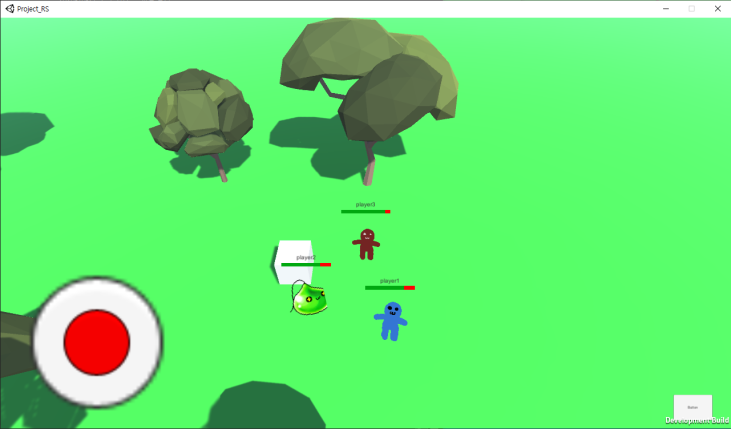 Project_RS
player3
player2
player1
Development Build